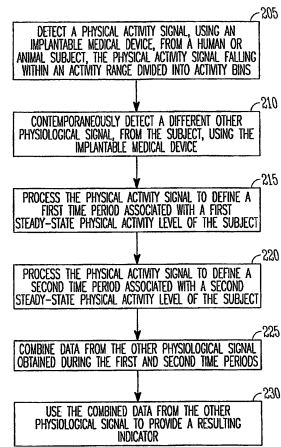 205
DETECT A PHYSICAL ACTIVITY SIGNAL, USING AN
IMPLANTABLE MEDICAL DEVICE, FROM A HUMAN OR
ANIMAL SUBJECT, THE PHYSICAL ACTIVITY SIGNAL FALLING
WITHIN AN ACTIVITY RANGE DIVIDED INTO ACTIVITY BINS
210
CONTEMPORANEOUSLY DETECT A DIFFERENT OTHER
PHYSIOLOGICAL SIGNAL, FROM THE SUBJECT, USING THE
IMPLANTABLE MEDICAL DEVICE
215
PROCESS THE PHYSICAL ACTIVITY SIGNAL TO DEFINE A
FIRST TIME PERIOD ASSOCIATED WITH A FIRST
STEADY-STATE PHYSICAL ACTIVITY LEVEL OF THE SUBJECT
220
PROCESS THE PHYSICAL ACTIVITY SIGNAL TO DEFINE A
SECOND TIME PERIOD ASSOCIATED WITH A SECOND
STEADY-STATE PHYSICAL ACTIVITY LEVEL OF THE SUBJECT
225
COMBINE DATA FROM THE OTHER PHYSIOLOGICAL SIGNAL
OBTAINED DURING THE FIRST AND SECOND TIME PERIODS
230
USE THE COMBINED DATA FROM THE OTHER
PHYSIOLOGICAL SIGNAL TO PROVIDE A RESULTING
INDICATOR